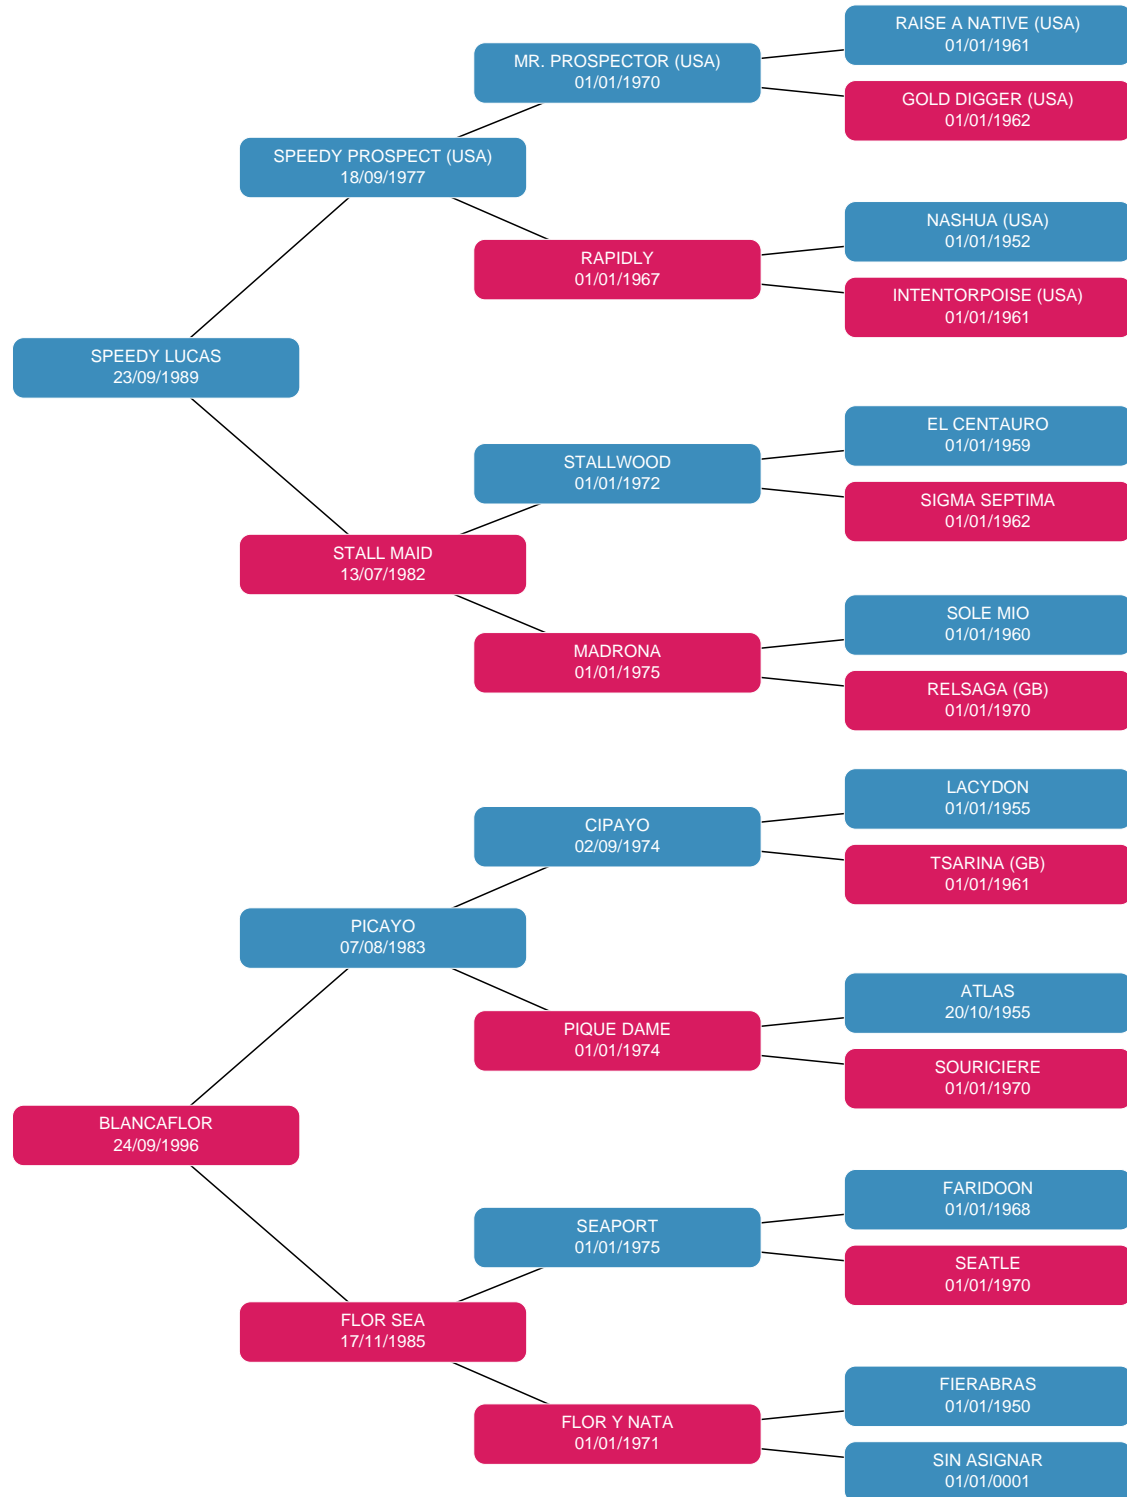 RAISE A NATIVE (USA)
01/01/1961
MR. PROSPECTOR (USA)
01/01/1970
GOLD DIGGER (USA)
01/01/1962
SPEEDY PROSPECT (USA)
18/09/1977
NASHUA (USA)
01/01/1952
RAPIDLY
01/01/1967
INTENTORPOISE (USA)
01/01/1961
SPEEDY LUCAS
23/09/1989
EL CENTAURO
01/01/1959
STALLWOOD
01/01/1972
SIGMA SEPTIMA
01/01/1962
STALL MAID
13/07/1982
SOLE MIO
01/01/1960
MADRONA
01/01/1975
RELSAGA (GB)
01/01/1970
LACYDON
01/01/1955
CIPAYO
02/09/1974
TSARINA (GB)
01/01/1961
PICAYO
07/08/1983
ATLAS
20/10/1955
PIQUE DAME
01/01/1974
SOURICIERE
01/01/1970
BLANCAFLOR
24/09/1996
FARIDOON
01/01/1968
SEAPORT
01/01/1975
SEATLE
01/01/1970
FLOR SEA
17/11/1985
FIERABRAS
01/01/1950
FLOR Y NATA
01/01/1971
SIN ASIGNAR
01/01/0001